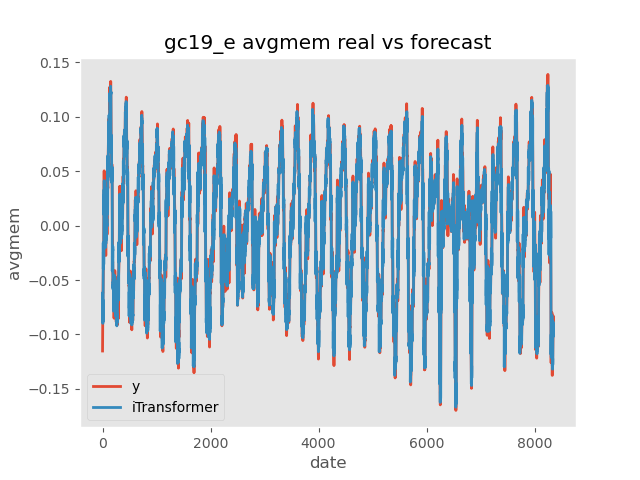 gc19_e avgmem real vs forecast
0.15
0.10
0.05
0.00
−0.05
−0.10
−0.15
avgmem
y
iTransformer
0 2000 4000 6000 8000
date